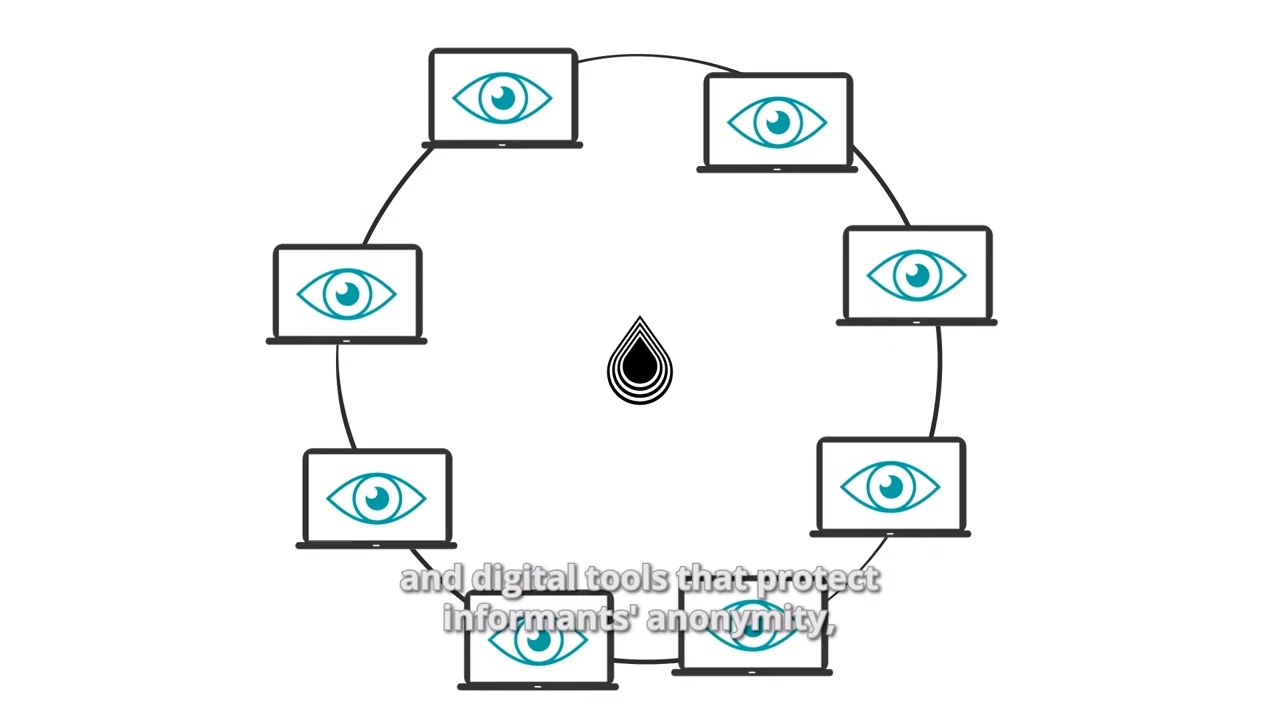 and digital tools that protect
informants' anonymity,